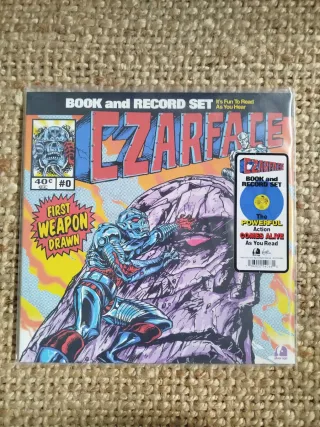 BOOK and RECORD SET
It's Fun To Read
As You Hear
CZARFACE
40¢
#0
FIRST
WEAPON
DRAWN
CZARFACE
BOOK and
RECORD SET
The
POWERFUL
Action
COMES ALIVE
As You Read